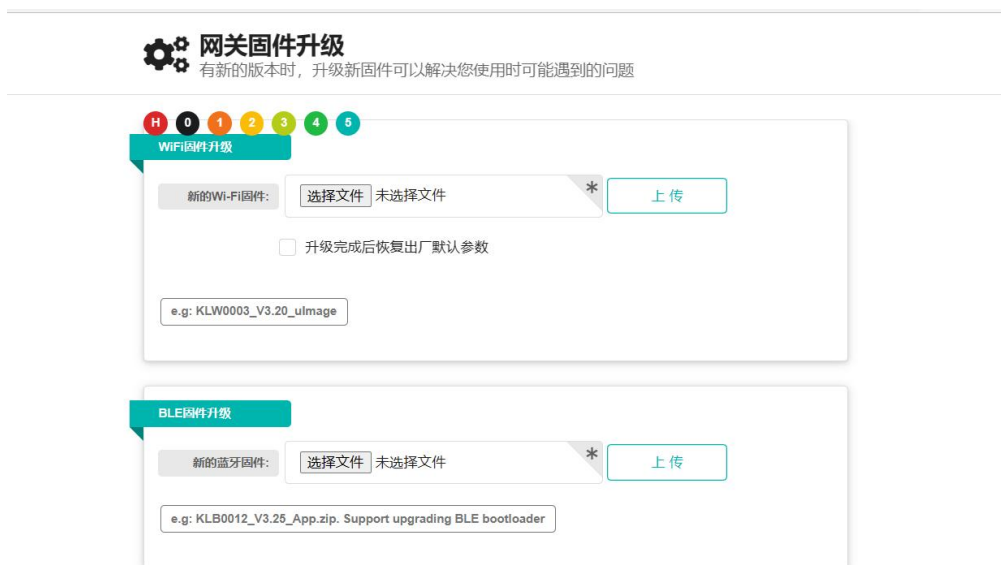 网关固件升级
有新的版本时，升级新固件可以解决您使用时可能遇到的问题
H 0 1 2 3 4 5
WiFi固件升级
新的Wi-Fi固件: 选择文件 未选择文件 * 上 传
升级完成后恢复出厂默认参数
e.g: KLW0003_V3.20_uImage
BLE固件升级
新的蓝牙固件: 选择文件 未选择文件 * 上 传
e.g: KLB0012_V3.25_App.zip. Support upgrading BLE bootloader